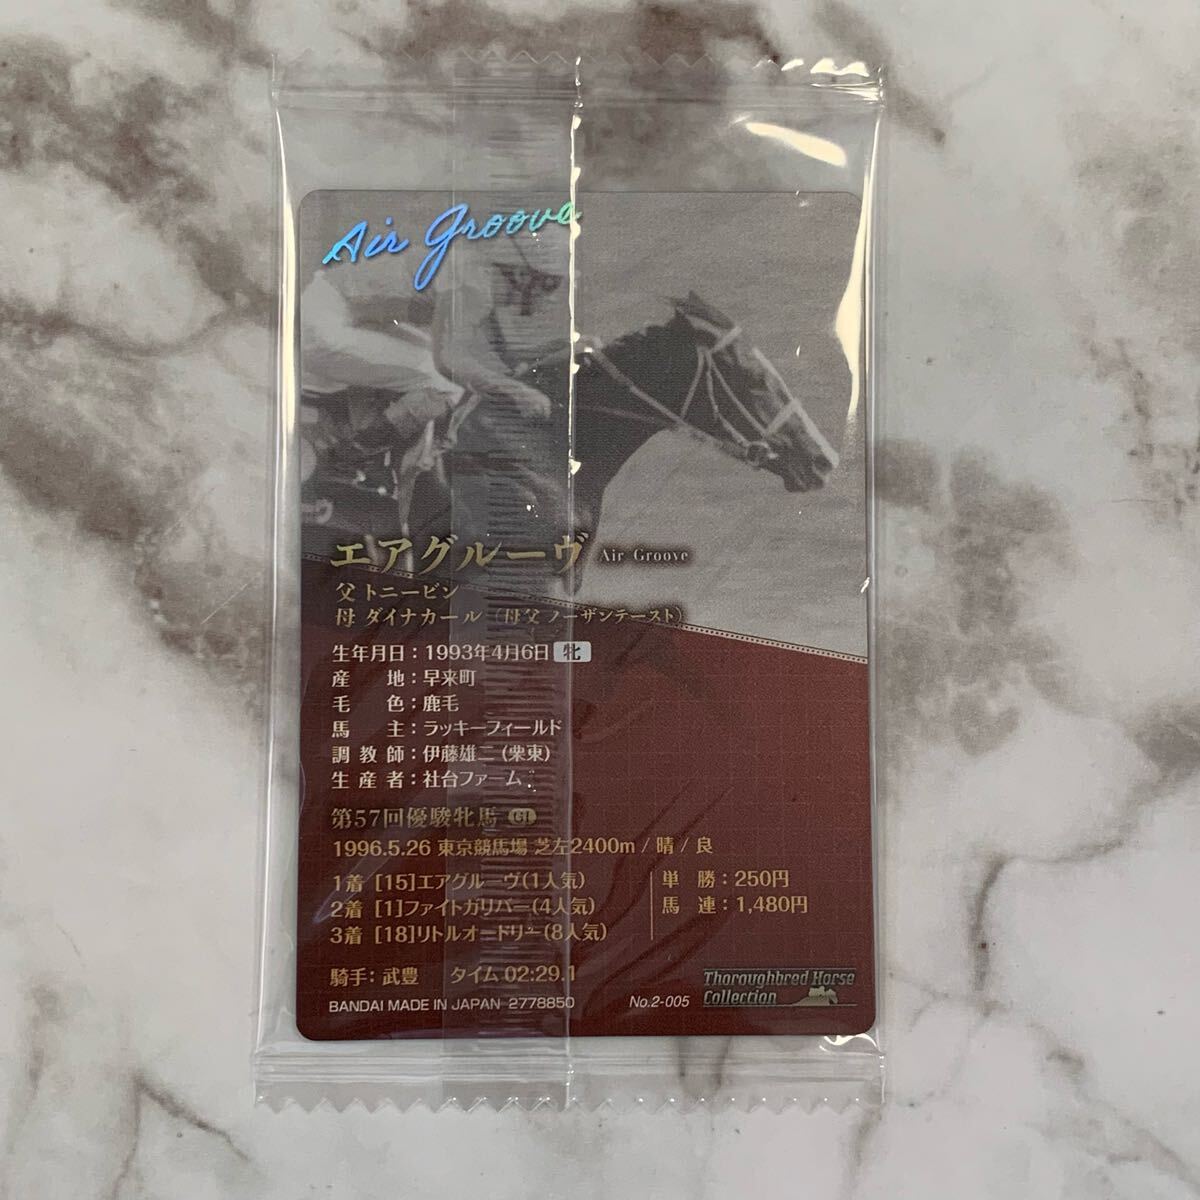 Air Groove
エアグルーヴ Air Groove
父 トニービン
母 ダイナカール（母父 ノーザンテースト）
生年月日：1993年4月6日 牝
産地：早来町
毛色：鹿毛
馬主：ラッキーフィールド
調教師：伊藤雄二（栗東）
生産者：社台ファーム
第57回優駿牝馬 GI
1996.5.26 東京競馬場 芝左2400m / 晴 / 良
1着 [15]エアグルーヴ(1人気)
2着 [1]ファイトガリバー(4人気)
3着 [18]リトルオードリー(8人気)
単勝：250円
馬連：1,480円
騎手：武豊 タイム 02:29.1
BANDAI MADE IN JAPAN 2778850
No.2-005
Thoroughbred Horse
Collection